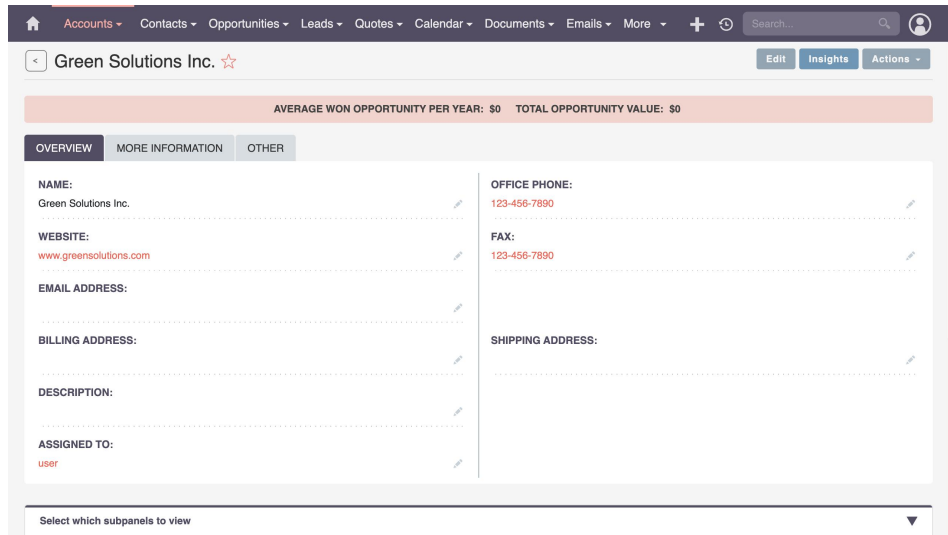 Accounts Contacts Opportunities Leads Quotes Calendar Documents Emails More Search...
< Green Solutions Inc. Edit Insights Actions
AVERAGE WON OPPORTUNITY PER YEAR: $0 TOTAL OPPORTUNITY VALUE: $0
OVERVIEW MORE INFORMATION OTHER
NAME: OFFICE PHONE:
Green Solutions Inc. 123-456-7890
WEBSITE: FAX:
www.greensolutions.com 123-456-7890
EMAIL ADDRESS:
BILLING ADDRESS: SHIPPING ADDRESS:
DESCRIPTION:
ASSIGNED TO:
user
Select which subpanels to view